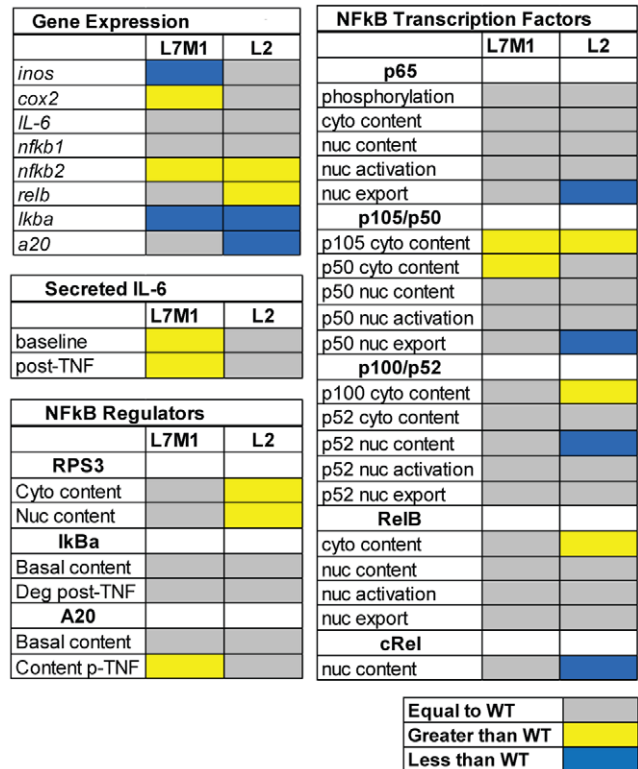 Gene Expression
L7M1 L2
inos
cox2
IL-6
nfkb1
nfkb2
relb
Ikba
a20
Secreted IL-6
L7M1 L2
baseline
post-TNF
NFkB Regulators
L7M1 L2
RPS3
Cyto content
Nuc content
IkBa
Basal content
Deg post-TNF
A20
Basal content
Content p-TNF
NFkB Transcription Factors
L7M1 L2
p65
phosphorylation
cyto content
nuc content
nuc activation
nuc export
p105/p50
p105 cyto content
p50 cyto content
p50 nuc content
p50 nuc activation
p50 nuc export
p100/p52
p100 cyto content
p52 cyto content
p52 nuc content
p52 nuc activation
p52 nuc export
RelB
cyto content
nuc content
nuc activation
nuc export
cRel
nuc content
Equal to WT
Greater than WT
Less than WT